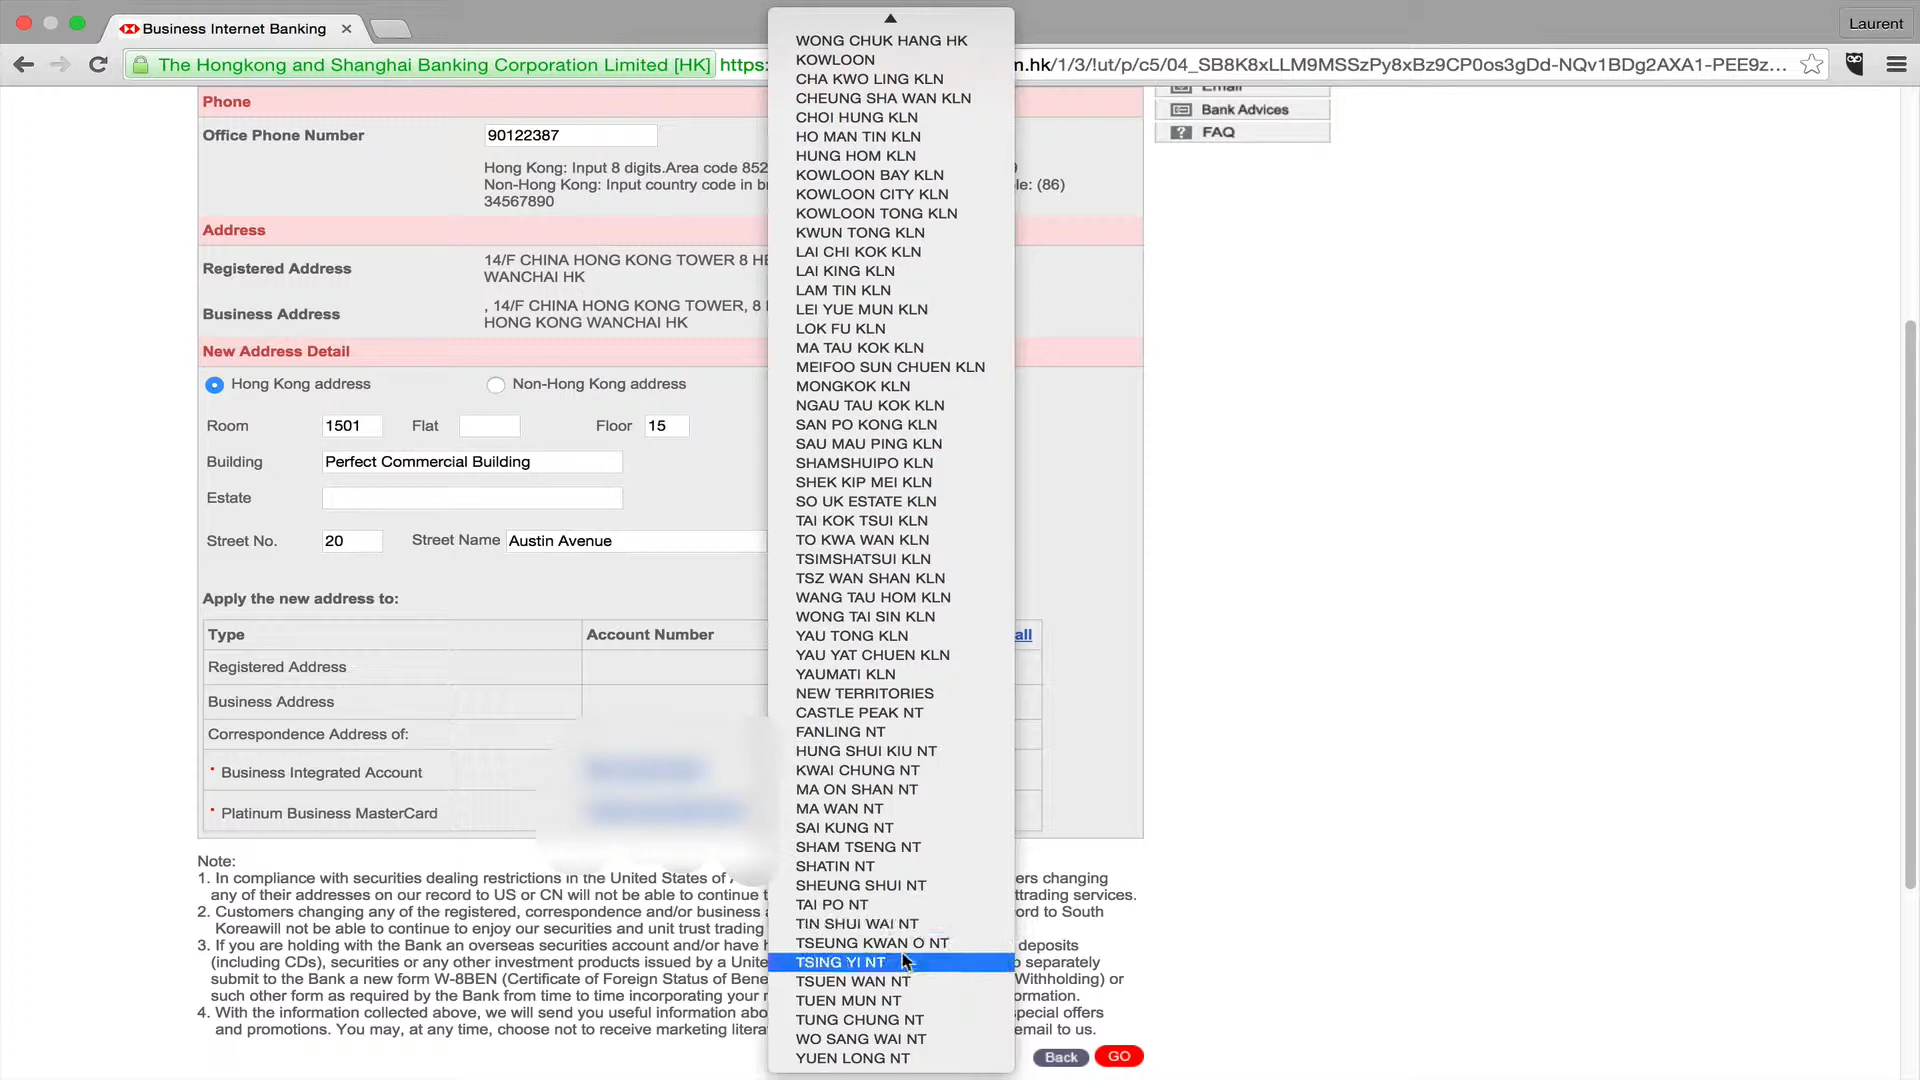 Business Internet Banking
Laurent
The Hongkong and Shanghai Banking Corporation Limited [HK] https: m.hk/1/3/!ut/p/c5/04_SB8K8xLLM9MSSzPy8xBz9CP0os3gDd-NQv1BDg2AXA1-PEE9z...
Phone
Office Phone Number 90122387
Hong Kong: Input 8 digits.Area code 852 9
Non-Hong Kong: Input country code in br le: (86)
34567890
Address
Registered Address
14/F CHINA HONG KONG TOWER 8 HE
WANCHAI HK
Business Address
, 14/F CHINA HONG KONG TOWER, 8
HONG KONG WANCHAI HK
New Address Detail
Hong Kong address Non-Hong Kong address
Room 1501 Flat Floor 15
Building Perfect Commercial Building
Estate
Street No. 20 Street Name Austin Avenue
Apply the new address to:
Type Account Number all
Registered Address
Business Address
Correspondence Address of:
* Business Integrated Account
* Platinum Business MasterCard
Note:
1. In compliance with securities dealing restrictions in the United States of ers changing
any of their addresses on our record to US or CN will not be able to continue t ttrading services.
2. Customers changing any of the registered, correspondence and/or business a ord to South
Koreawill not be able to continue to enjoy our securities and unit trust trading
3. If you are holding with the Bank an overseas securities account and/or have h deposits
(including CDs), securities or any other investment products issued by a Unite separately
submit to the Bank a new form W-8BEN (Certificate of Foreign Status of Bene Withholding) or
such other form as required by the Bank from time to time incorporating your r ormation.
4. With the information collected above, we will send you useful information abo special offers
and promotions. You may, at any time, choose not to receive marketing litera email to us.
Back GO
WONG CHUK HANG HK
KOWLOON
CHA KWO LING KLN
CHEUNG SHA WAN KLN
CHOI HUNG KLN
HO MAN TIN KLN
HUNG HOM KLN
KOWLOON BAY KLN
KOWLOON CITY KLN
KOWLOON TONG KLN
KWUN TONG KLN
LAI CHI KOK KLN
LAI KING KLN
LAM TIN KLN
LEI YUE MUN KLN
LOK FU KLN
MA TAU KOK KLN
MEIFOO SUN CHUEN KLN
MONGKOK KLN
NGAU TAU KOK KLN
SAN PO KONG KLN
SAU MAU PING KLN
SHAMSHUIPO KLN
SHEK KIP MEI KLN
SO UK ESTATE KLN
TAI KOK TSUI KLN
TO KWA WAN KLN
TSIMSHATSUI KLN
TSZ WAN SHAN KLN
WANG TAU HOM KLN
WONG TAI SIN KLN
YAU TONG KLN
YAU YAT CHUEN KLN
YAUMATI KLN
NEW TERRITORIES
CASTLE PEAK NT
FANLING NT
HUNG SHUI KIU NT
KWAI CHUNG NT
MA ON SHAN NT
MA WAN NT
SAI KUNG NT
SHAM TSENG NT
SHATIN NT
SHEUNG SHUI NT
TAI PO NT
TIN SHUI WAI NT
TSEUNG KWAN O NT
TSING YI NT
TSUEN WAN NT
TUEN MUN NT
TUNG CHUNG NT
WO SANG WAI NT
YUEN LONG NT
Email
Bank Advices
? FAQ